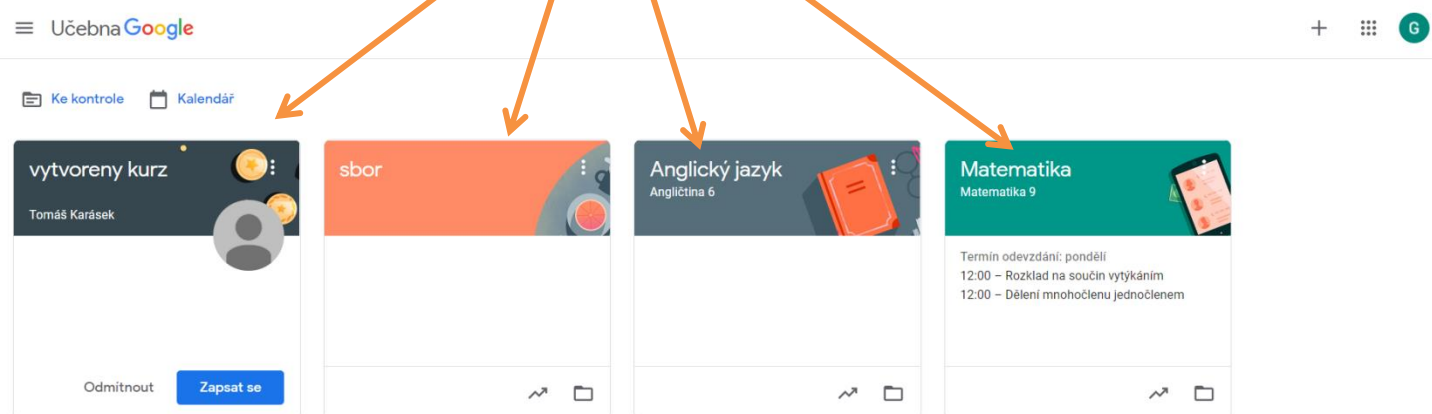 Učebna Google
G
Ke kontrole
Kalendář
vytvoreny kurz
Tomáš Karásek
Odmítnout
Zapsat se
sbor
Anglický jazyk
Angličtina 6
Matematika
Matematika 9
Termín odevzdání: pondělí
12:00 – Rozklad na součin vytýkáním
12:00 – Dělení mnohočlenu jednočlenem